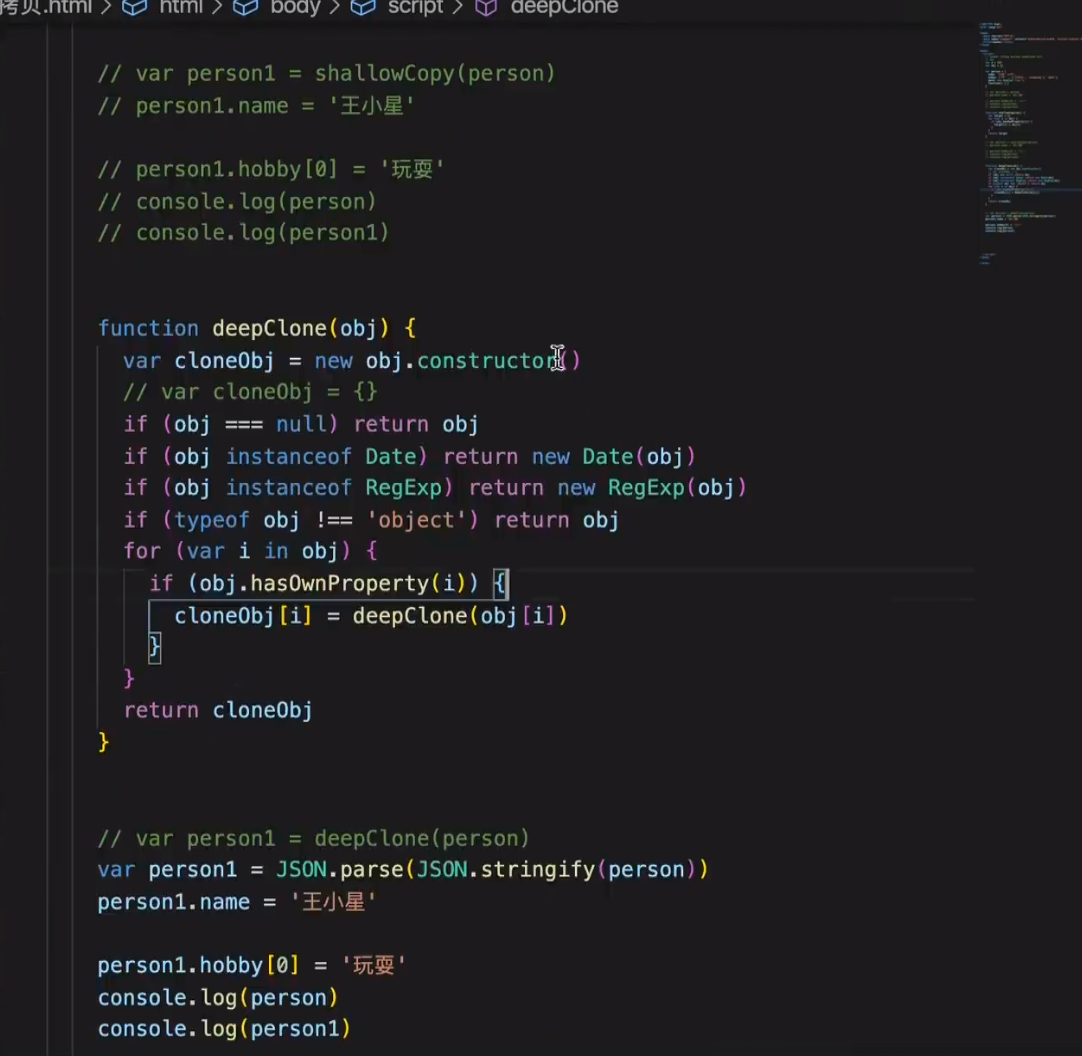 拷贝.html > html > body > script > deepClone
// var person1 = shallowCopy(person)
// person1.name = '王小星'
// person1.hobby[0] = '玩耍'
// console.log(person)
// console.log(person1)
function deepClone(obj) {
var cloneObj = new obj.constructor()
// var cloneObj = {}
if (obj === null) return obj
if (obj instanceof Date) return new Date(obj)
if (obj instanceof RegExp) return new RegExp(obj)
if (typeof obj !== 'object') return obj
for (var i in obj) {
if (obj.hasOwnProperty(i)) {
cloneObj[i] = deepClone(obj[i])
}
}
return cloneObj
}
// var person1 = deepClone(person)
var person1 = JSON.parse(JSON.stringify(person))
person1.name = '王小星'
person1.hobby[0] = '玩耍'
console.log(person)
console.log(person1)